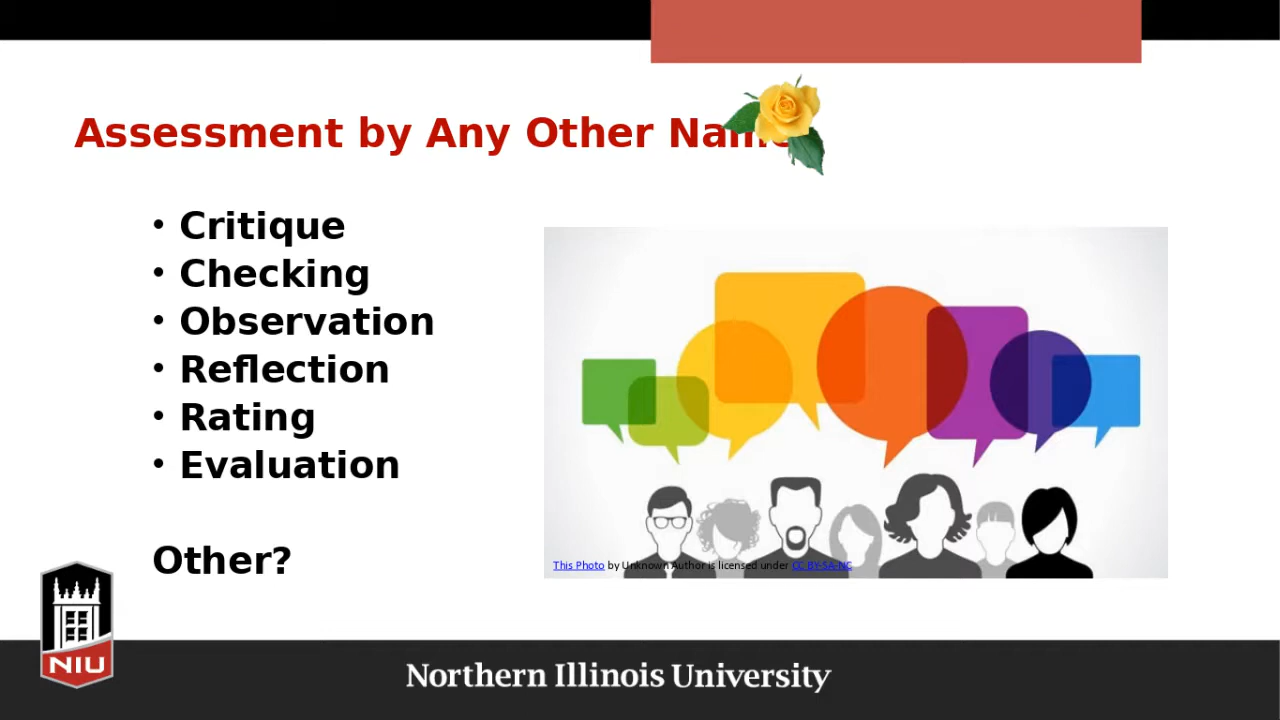 Assessment by Any Other Name
• Critique
• Checking
• Observation
• Reflection
• Rating
• Evaluation
Other?
This Photo by Unknown Author is licensed under CC BY-SA-NC
NIU
Northern Illinois University